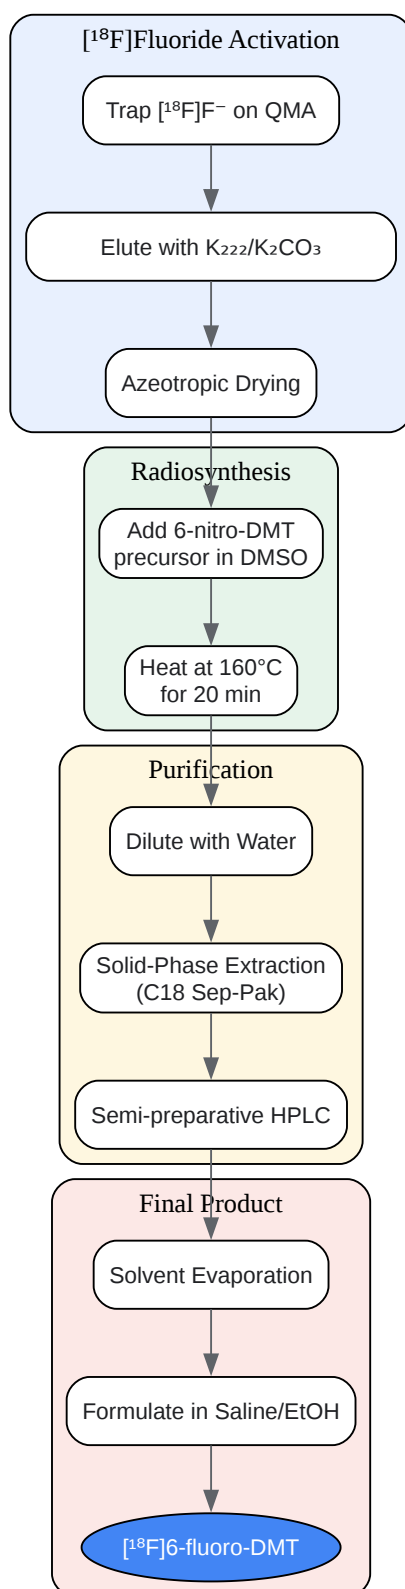 [¹⁸F]Fluoride Activation
Trap [¹⁸F]F⁻ on QMA
Elute with K₂₂₂/K₂CO₃
Azeotropic Drying
Radiosynthesis
Add 6-nitro-DMT
precursor in DMSO
Heat at 160°C
for 20 min
Purification
Dilute with Water
Solid-Phase Extraction
(C18 Sep-Pak)
Semi-preparative HPLC
Final Product
Solvent Evaporation
Formulate in Saline/EtOH
[¹⁸F]6-fluoro-DMT